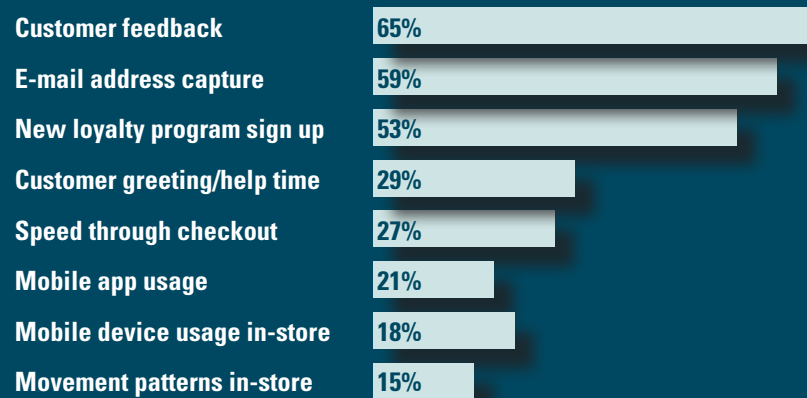 Customer feedback 65%
E-mail address capture 59%
New loyalty program sign up 53%
Customer greeting/help time 29%
Speed through checkout 27%
Mobile app usage 21%
Mobile device usage in-store 18%
Movement patterns in-store 15%